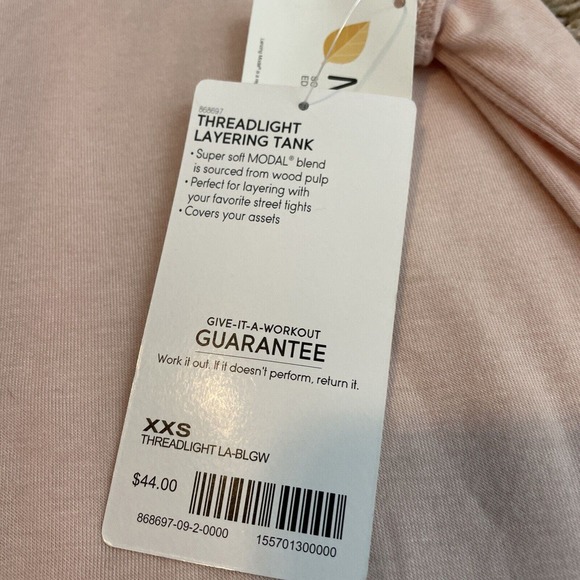 868697
THREADLIGHT
LAYERING TANK
• Super soft MODAL® blend
is sourced from wood pulp
• Perfect for layering with
your favorite street tights
• Covers your assets
GIVE-IT-A-WORKOUT
GUARANTEE
Work it out. If it doesn't perform, return it.
XXS
THREADLIGHT LA-BLGW
$44.00
868697-09-2-0000
155701300000